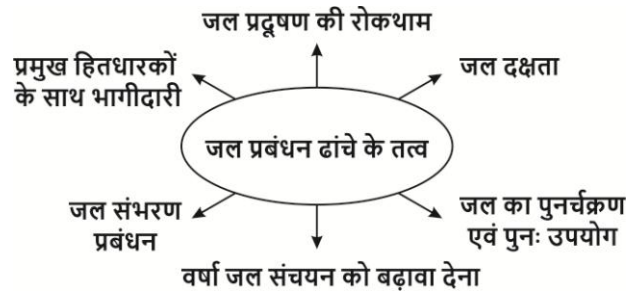 जल प्रदूषण की रोकथाम
प्रमुख हितधारकों
के साथ भागीदारी
जल दक्षता
जल प्रबंधन ढांचे के तत्व
जल संभरण
प्रबंधन
जल का पुनर्चक्रण
एवं पुनः उपयोग
वर्षा जल संचयन को बढ़ावा देना